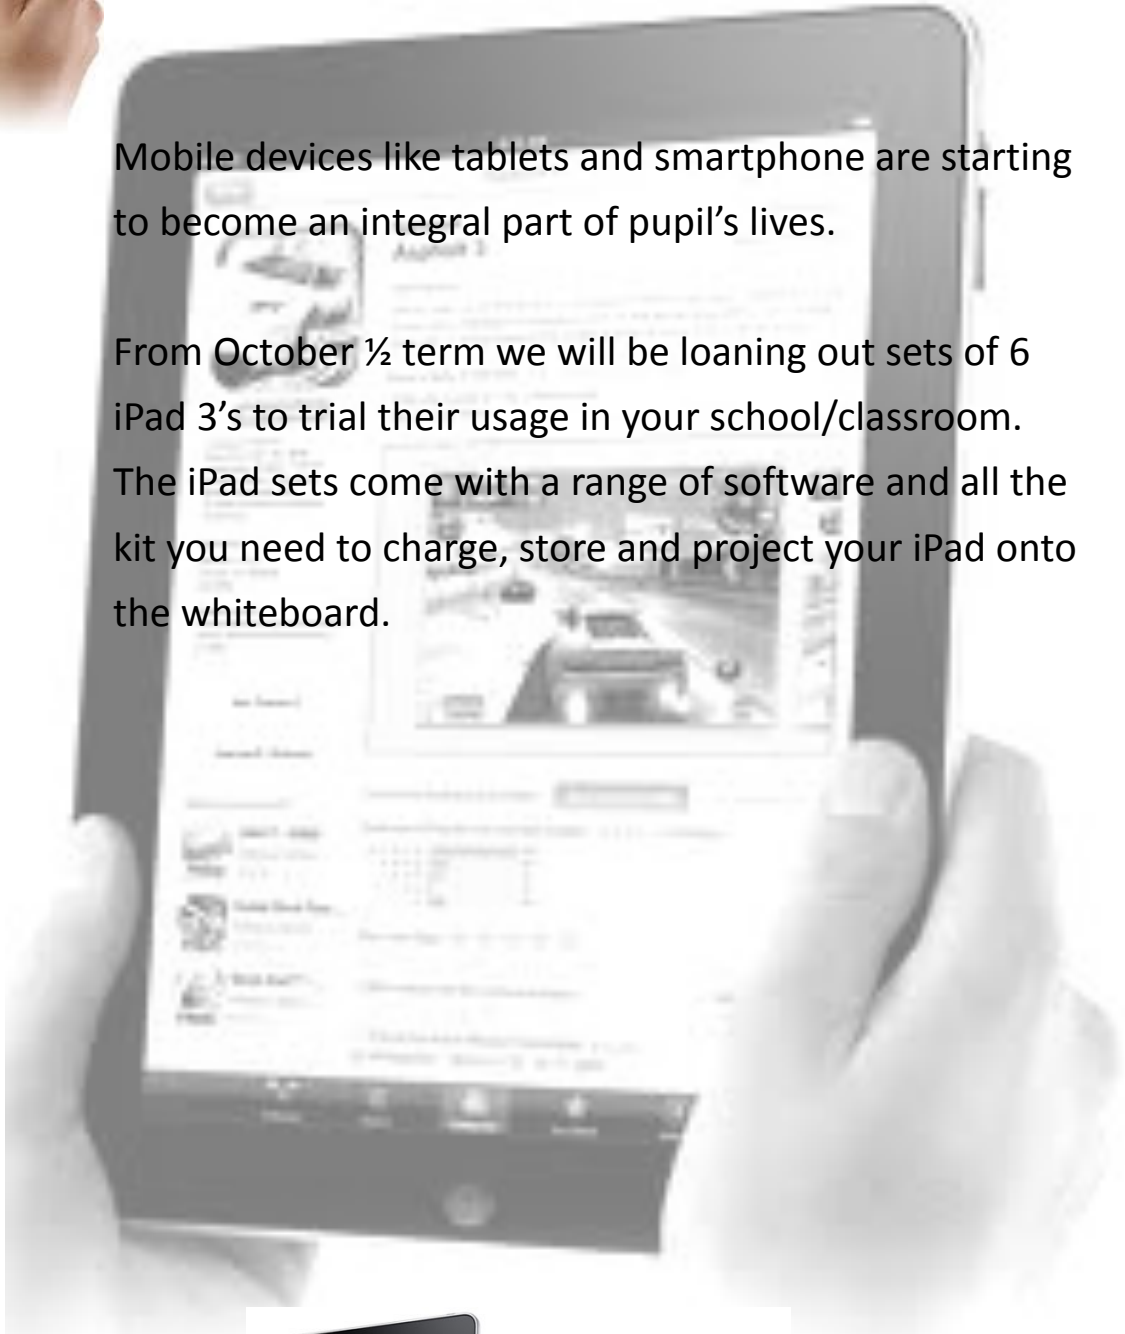 Mobile devices like tablets and smartphone are starting
to become an integral part of pupil’s lives.
From October ½ term we will be loaning out sets of 6
iPad 3’s to trial their usage in your school/classroom.
The iPad sets come with a range of software and all the
kit you need to charge, store and project your iPad onto
the whiteboard.